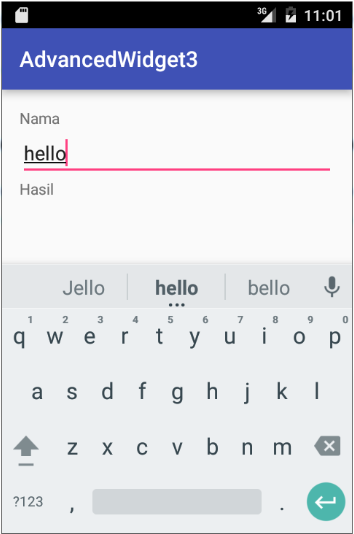 3G 11:01
AdvancedWidget3
Nama
hello
Hasil
Jello hello bello
1 2 3 4 5 6 7 8 9 0
q w e r t y u i o p
a s d f g h j k l
z x c v b n m
?123 , .